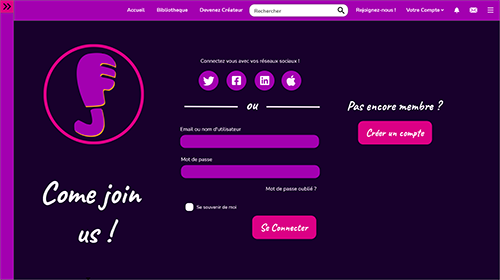 Accueil Bibliotheque Devenez Créateur Rechercher Rejoignez-nous ! Votre Compte
Connectez vous avec vos réseaux sociaux !
ou
Pas encore membre ?
Créer un compte
Email ou nom d'utilisateur
Mot de passe
Mot de passe oublié ?
Se souvenir de moi
Se Connecter
Come join
us !